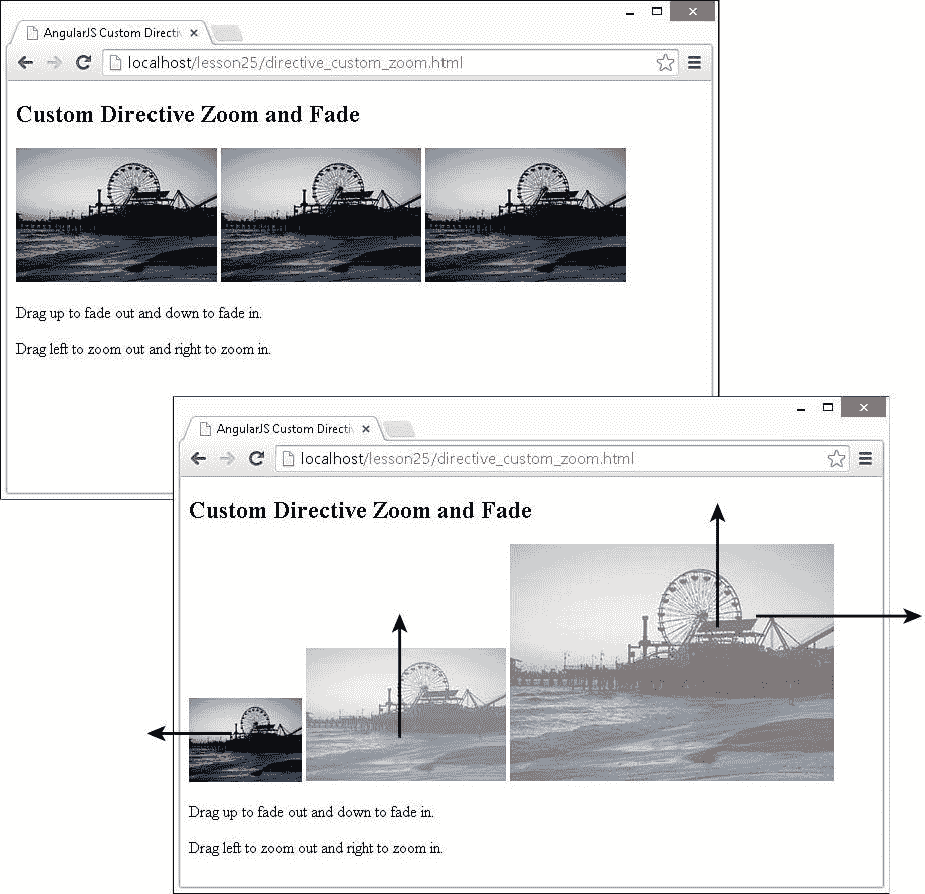 AngularJS Custom Directiv
localhost/lesson25/directive_custom_zoom.html
Custom Directive Zoom and Fade
Drag up to fade out and down to fade in.
Drag left to zoom out and right to zoom in.
AngularJS Custom Directiv
localhost/lesson25/directive_custom_zoom.html
Custom Directive Zoom and Fade
Drag up to fade out and down to fade in.
Drag left to zoom out and right to zoom in.